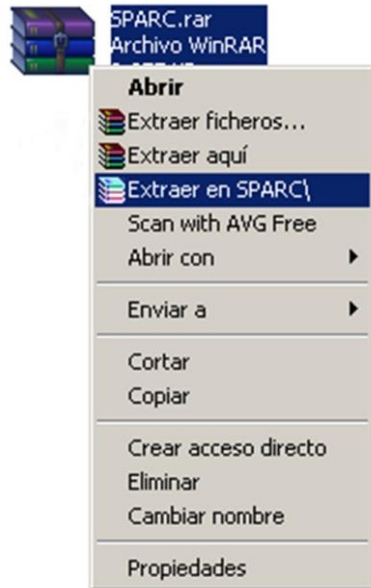 SPARC.rar
Archivo WinRAR
Abrir
Extraer ficheros...
Extraer aquí
Extraer en SPARC\
Scan with AVG Free
Abrir con
Enviar a
Cortar
Copiar
Crear acceso directo
Eliminar
Cambiar nombre
Propiedades